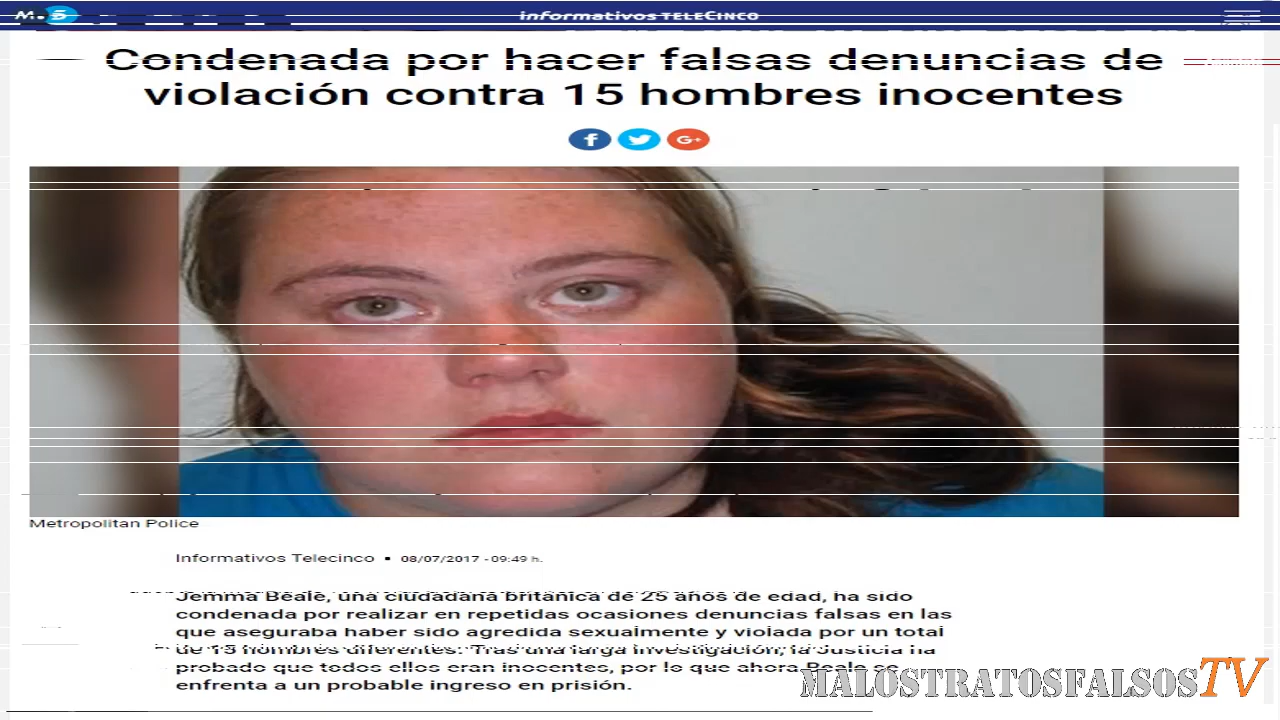 informativos TELECINCO
Condenada por hacer falsas denuncias de
violación contra 15 hombres inocentes
f G+
Metropolitan Police
Informativos Telecinco • 08/07/2017 - 09:49 h.
Jemma Beale, una ciudadana británica de 25 años de edad, ha sido
condenada por realizar en repetidas ocasiones denuncias falsas en las
que aseguraba haber sido agredida sexualmente y violada por un total
de 15 hombres diferentes. Tras una larga investigación, la Justicia ha
probado que todos ellos eran inocentes, por lo que ahora Beale se
enfrenta a un probable ingreso en prisión.
MALOSTRATOSFALSOSTV